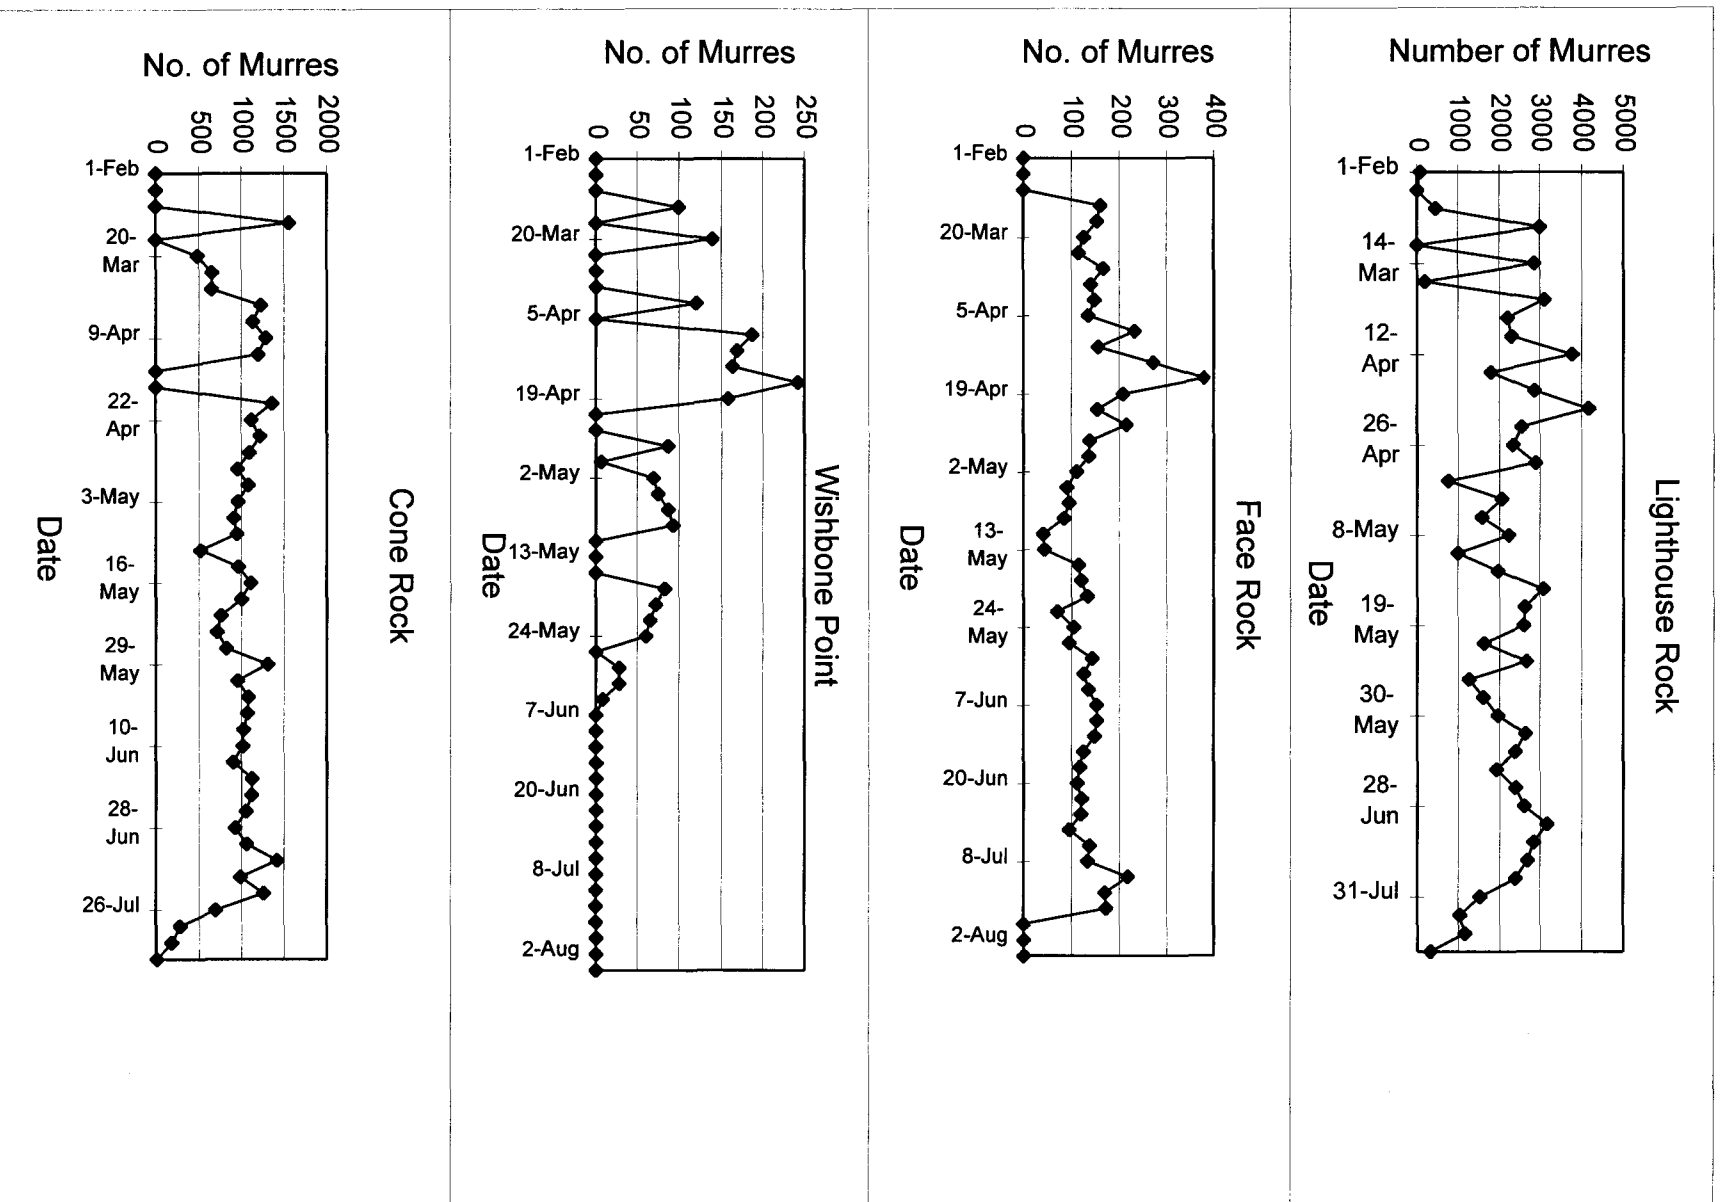 Lighthouse Rock
Number of Murres
5000
4000
3000
2000
1000
0
1-Feb
14-
Mar
12-
Apr
26-
Apr
8-May
19-
May
30-
May
28-
Jun
31-Jul
Date
Face Rock
No. of Murres
400
300
200
100
0
1-Feb
20-Mar
5-Apr
19-Apr
2-May
13-
May
24-
May
7-Jun
20-Jun
8-Jul
2-Aug
Date
Wishbone Point
No. of Murres
250
200
150
100
50
0
1-Feb
20-Mar
5-Apr
19-Apr
2-May
13-May
24-May
7-Jun
20-Jun
8-Jul
2-Aug
Date
Cone Rock
No. of Murres
2000
1500
1000
500
0
1-Feb
20-
Mar
9-Apr
22-
Apr
3-May
16-
May
29-
May
10-
Jun
28-
Jun
26-Jul
Date